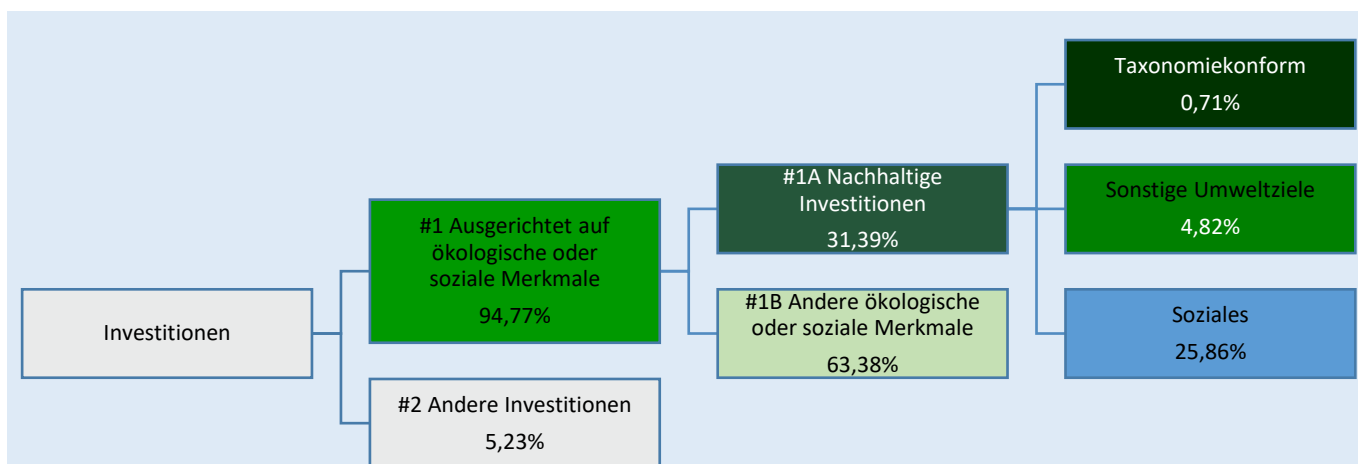 Investitionen
#1 Ausgerichtet auf
ökologische oder
soziale Merkmale
94,77%
#2 Andere Investitionen
5,23%
#1A Nachhaltige
Investitionen
31,39%
#1B Andere ökologische
oder soziale Merkmale
63,38%
Taxonomiekonform
0,71%
Sonstige Umweltziele
4,82%
Soziales
25,86%